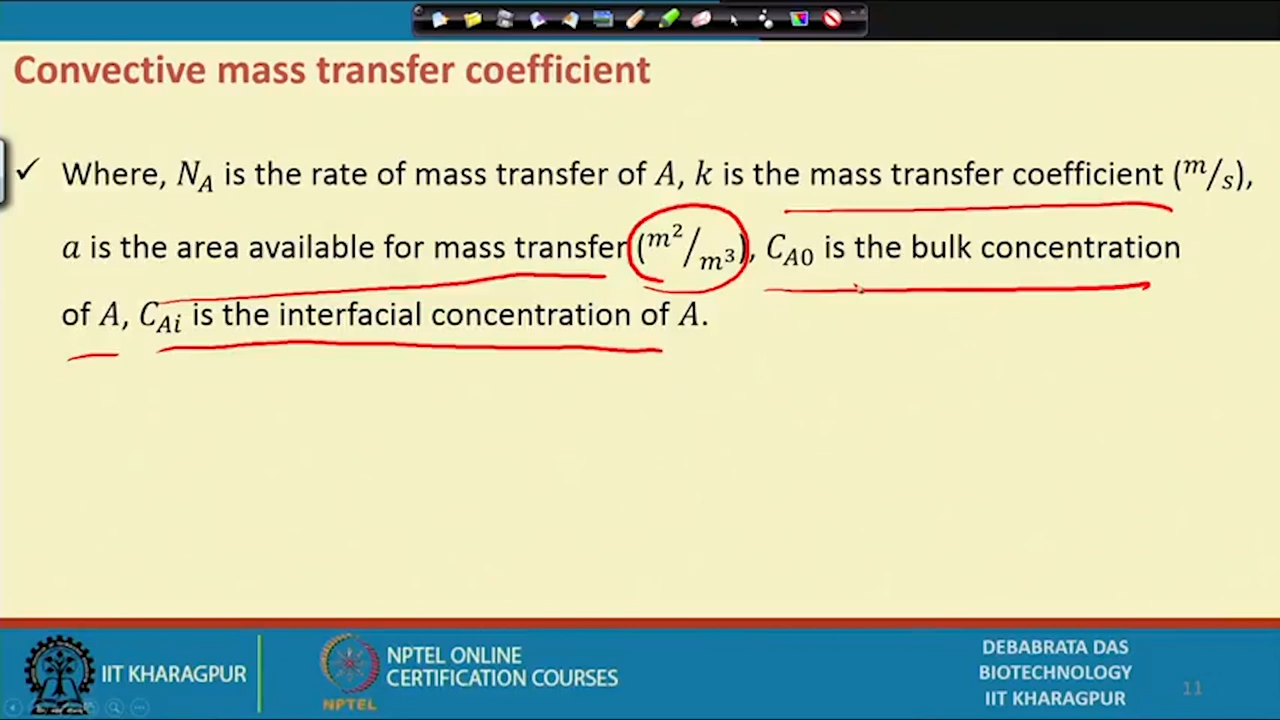 Convective mass transfer coefficient
✓ Where, N_A is the rate of mass transfer of A, k is the mass transfer coefficient (m/s),
a is the area available for mass transfer (m²/m³), C_A0 is the bulk concentration
of A, C_Ai is the interfacial concentration of A.
IIT KHARAGPUR
NPTEL
NPTEL ONLINE
CERTIFICATION COURSES
DEBABRATA DAS
BIOTECHNOLOGY
IIT KHARAGPUR
11